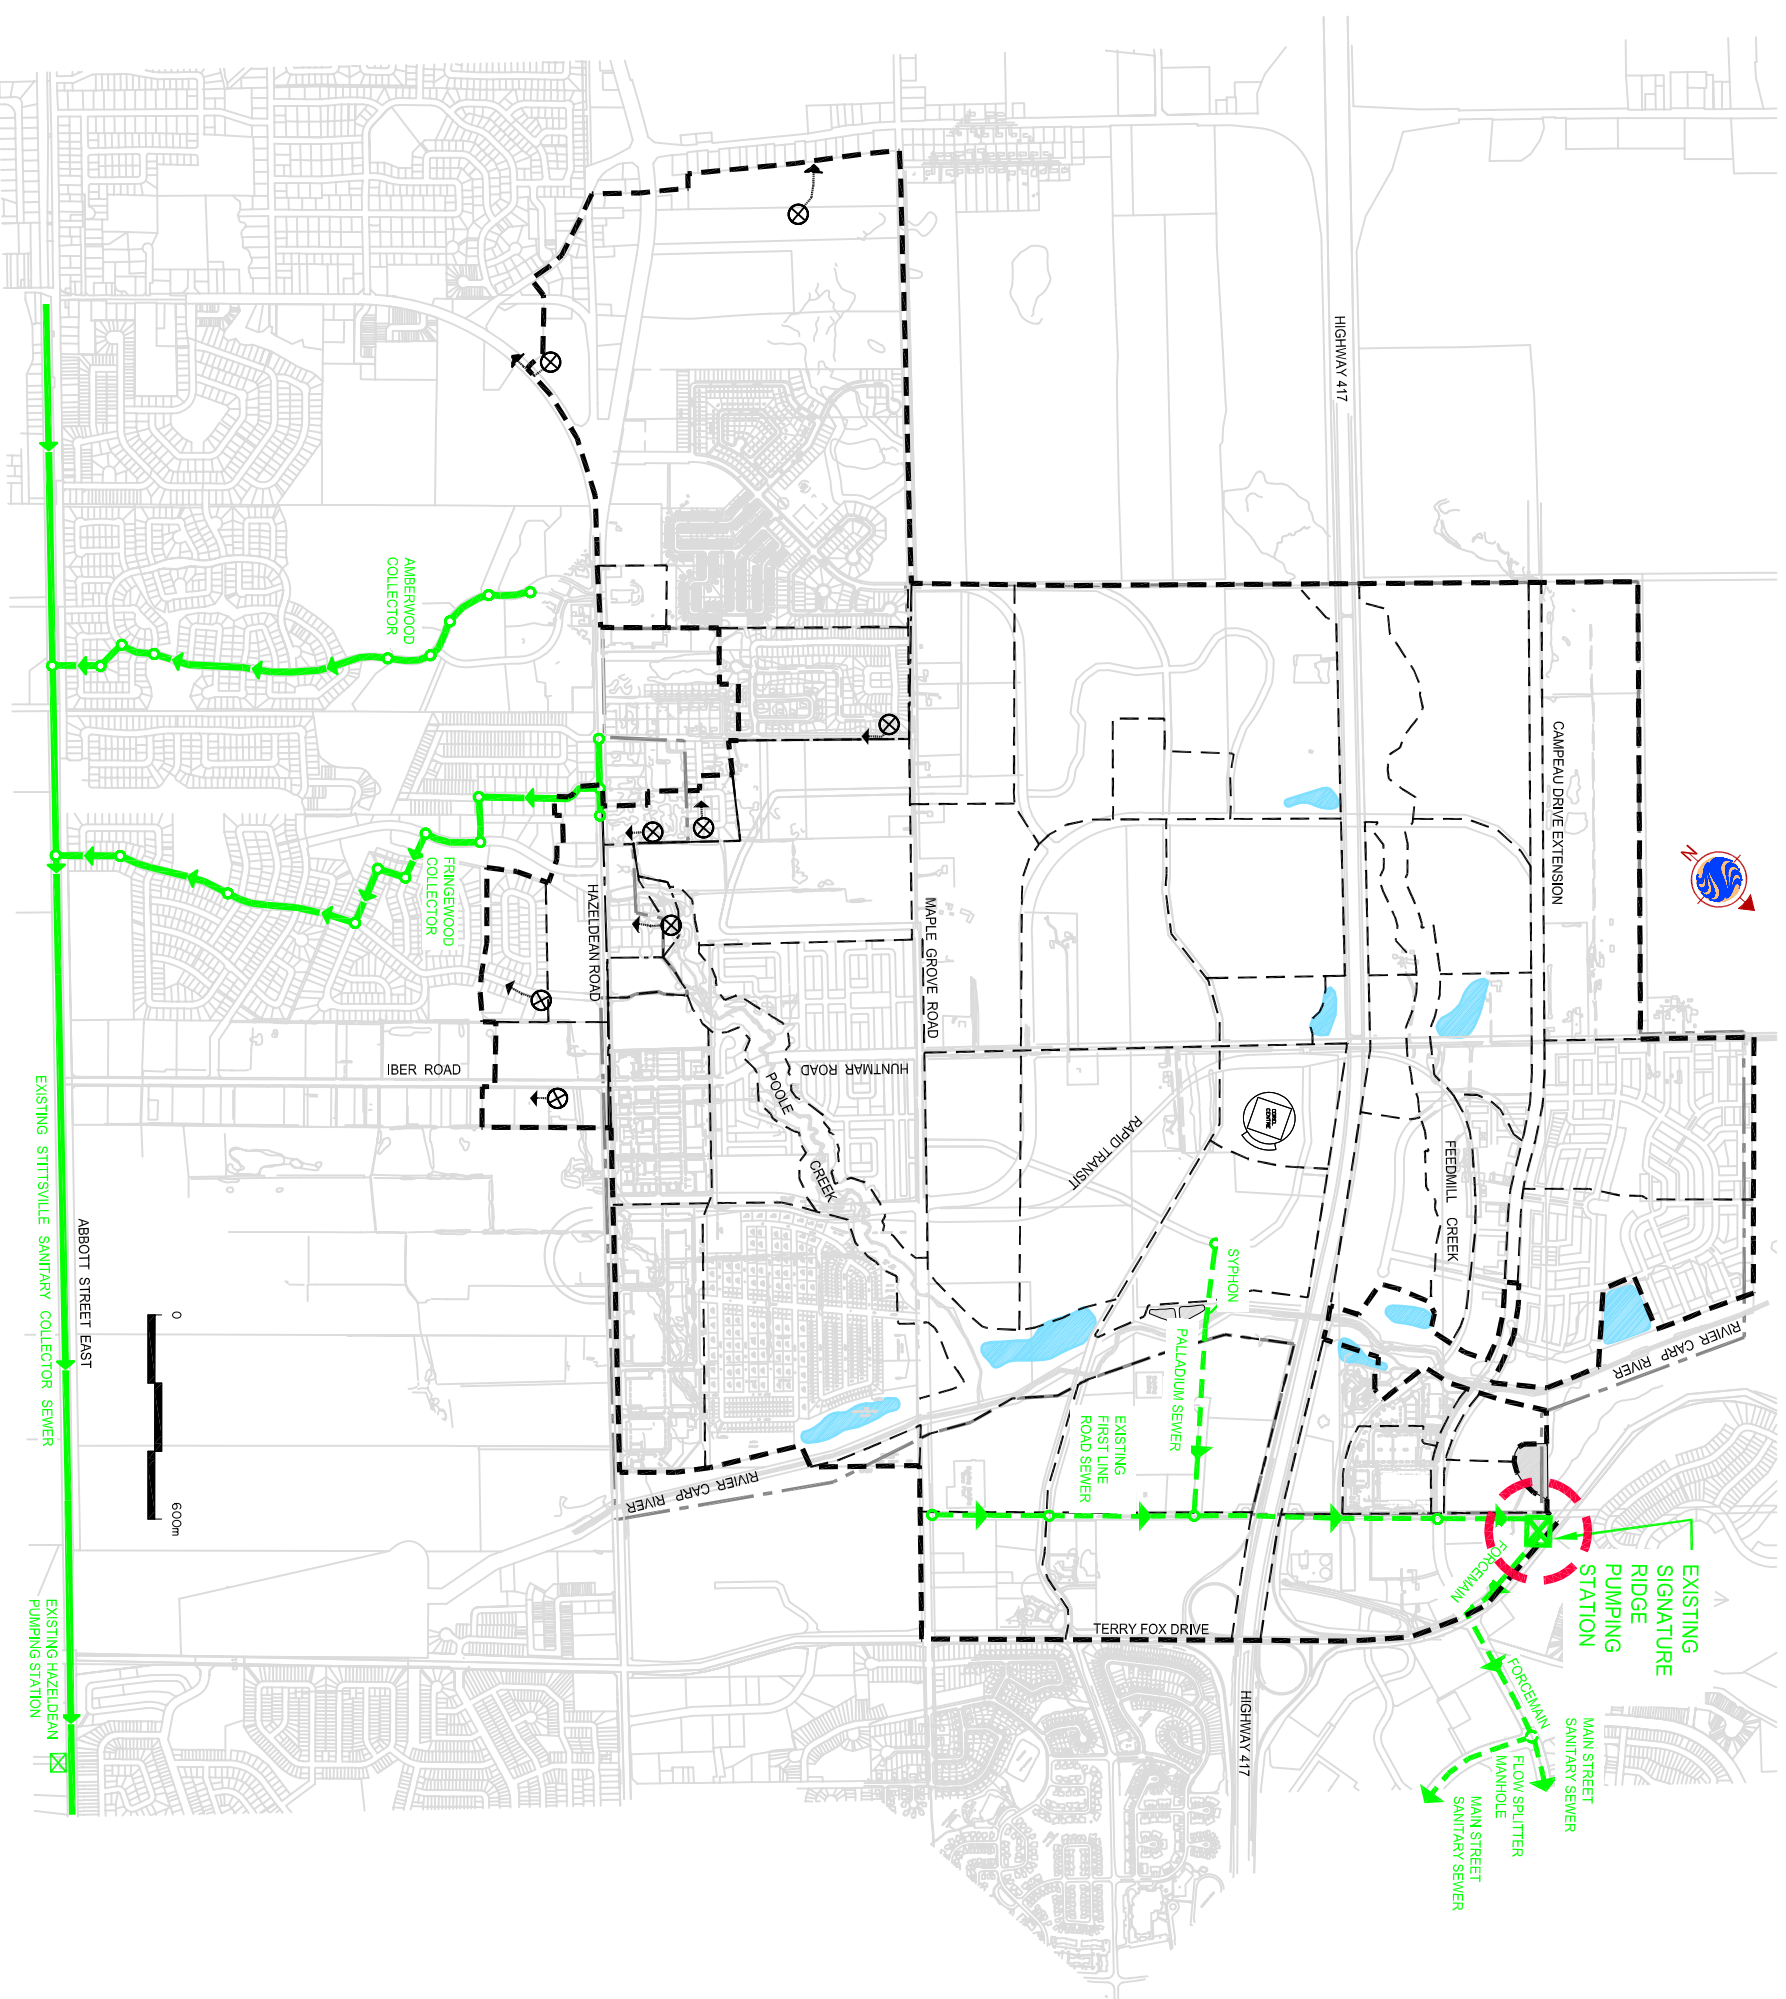 HIGHWAY 417
CAMPEAU DRIVE EXTENSION
N
AMBERWOOD
COLLECTOR
FRINGEWOOD
COLLECTOR
HAZELDEAN ROAD
MAPLE GROVE ROAD
IBER ROAD
HUNTMAR ROAD
POOLE
CREEK
RAPID TRANSIT
FEEDMILL CREEK
SYPHON
PALLADIUM SEWER
EXISTING
FIRST LINE
ROAD SEWER
RIVIER CARP RIVER
RIVIER CARP RIVER
EXISTING STITTSVILLE SANITARY COLLECTOR SEWER
ABBOTT STREET EAST
0
600m
EXISTING HAZELDEAN
PUMPING STATION
TERRY FOX DRIVE
HIGHWAY 417
FORCEMAIN
FORCEMAIN
EXISTING
SIGNATURE
RIDGE
PUMPING
STATION
MAIN STREET
SANITARY SEWER
FLOW SPLITTER
MANHOLE
MAIN STREET
SANITARY SEWER